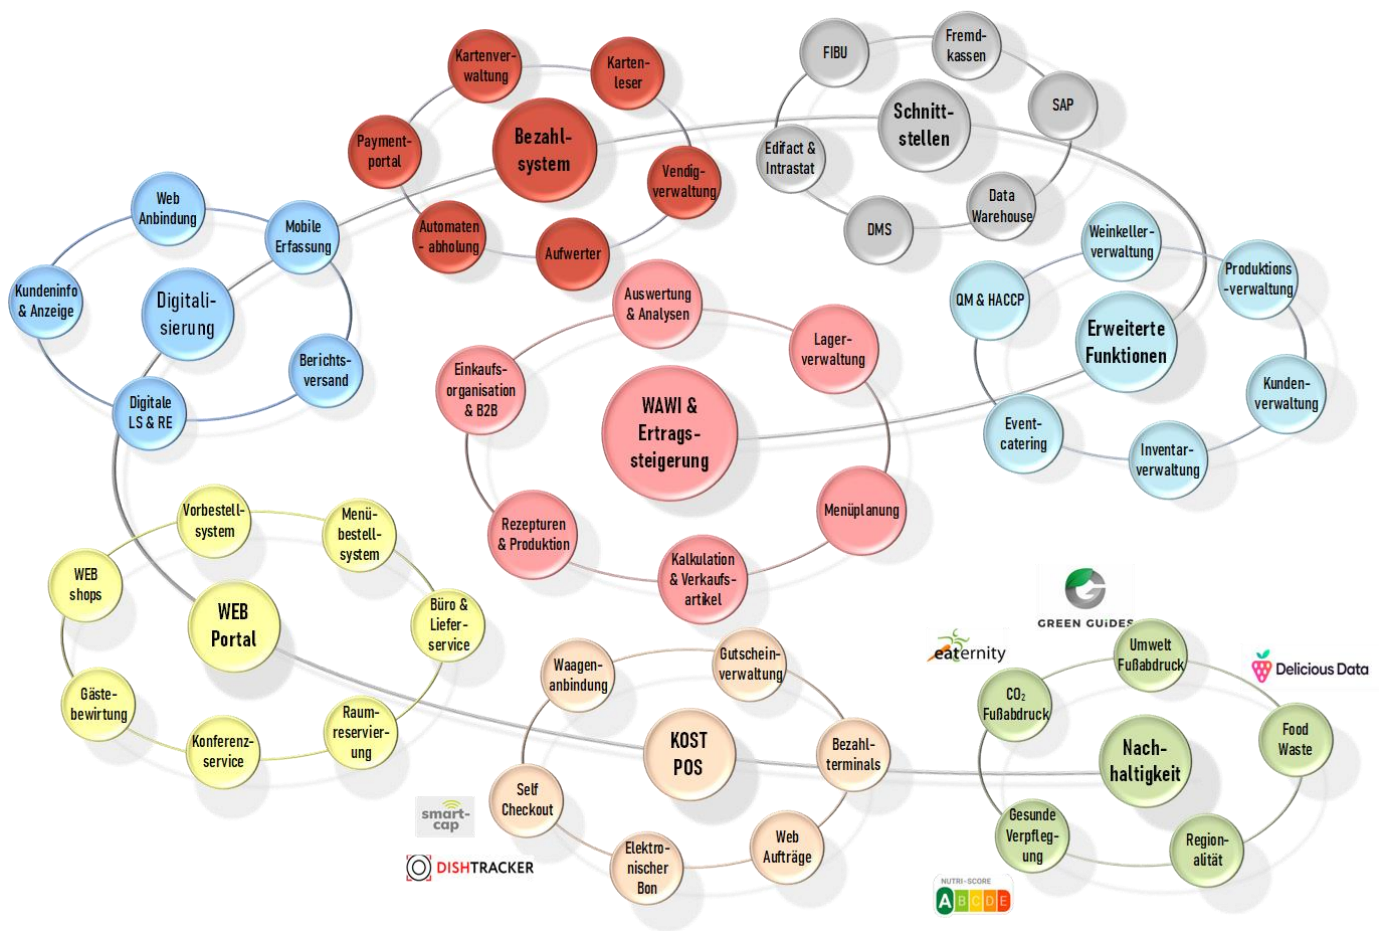 Kartenver-
waltung
Karten-
leser
Payment-
portal
Bezahl-
system
Vendig-
verwaltung
Automaten
- abholung
Aufwerter
FIBU
Fremd-
kassen
Schnitt-
stellen
SAP
Edifact &
Intrastat
Data
Warehouse
DMS
Web
Anbindung
Mobile
Erfassung
Kundeninfo
& Anzeige
Digitali-
sierung
Berichts-
versand
Digitale
LS & RE
Weinkeller-
verwaltung
Produktions
-verwaltung
QM & HACCP
Erweiterte
Funktionen
Kunden-
verwaltung
Event-
catering
Inventar-
verwaltung
Auswertung
& Analysen
Lager-
verwaltung
Einkaufs-
organisation
& B2B
WAWI &
Ertrags-
steigerung
Rezepturen
& Produktion
Menüplanung
Kalkulation
& Verkaufs-
artikel
Vorbestell-
system
Menü-
bestell-
system
WEB
shops
WEB
Portal
Büro &
Liefer-
service
Gäste-
bewirtung
Konferenz-
service
Raum-
reservier-
ung
Waagen-
anbindung
Gutschein-
verwaltung
KOST
POS
Bezahl-
terminals
Self
Checkout
Elektro-
nischer
Bon
Web
Aufträge
smart-
cap
DISHTRACKER
GREEN GUiDES
eaternity
Delicious Data
Umwelt
Fußabdruck
CO₂
Fußabdruck
Nach-
haltigkeit
Food
Waste
Gesunde
Verpfleg-
ung
Region-
alität
NUTRI-SCORE
A B C D E